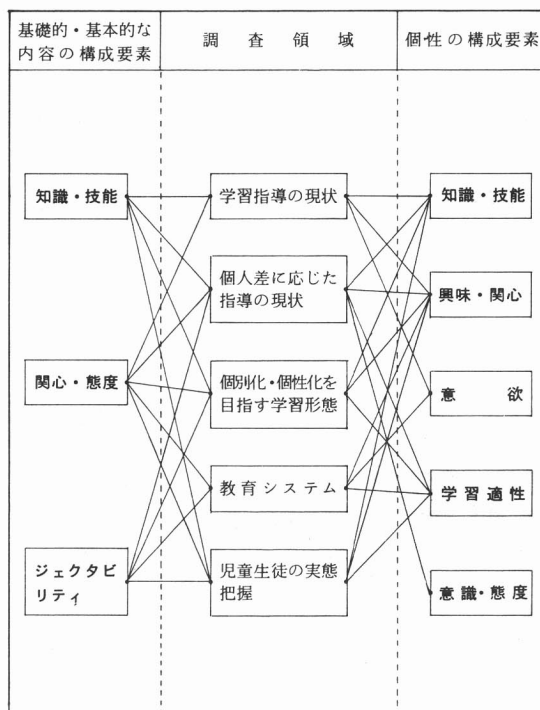 基礎的・基本的な
内容の構成要素
調査領域
個性の構成要素
知識・技能
関心・態度
ジェクタビ
リティ
学習指導の現状
個人差に応じた
指導の現状
個別化・個性化を
目指す学習形態
教育システム
児童生徒の実態
把握
知識・技能
興味・関心
意欲
学習適性
意識・態度